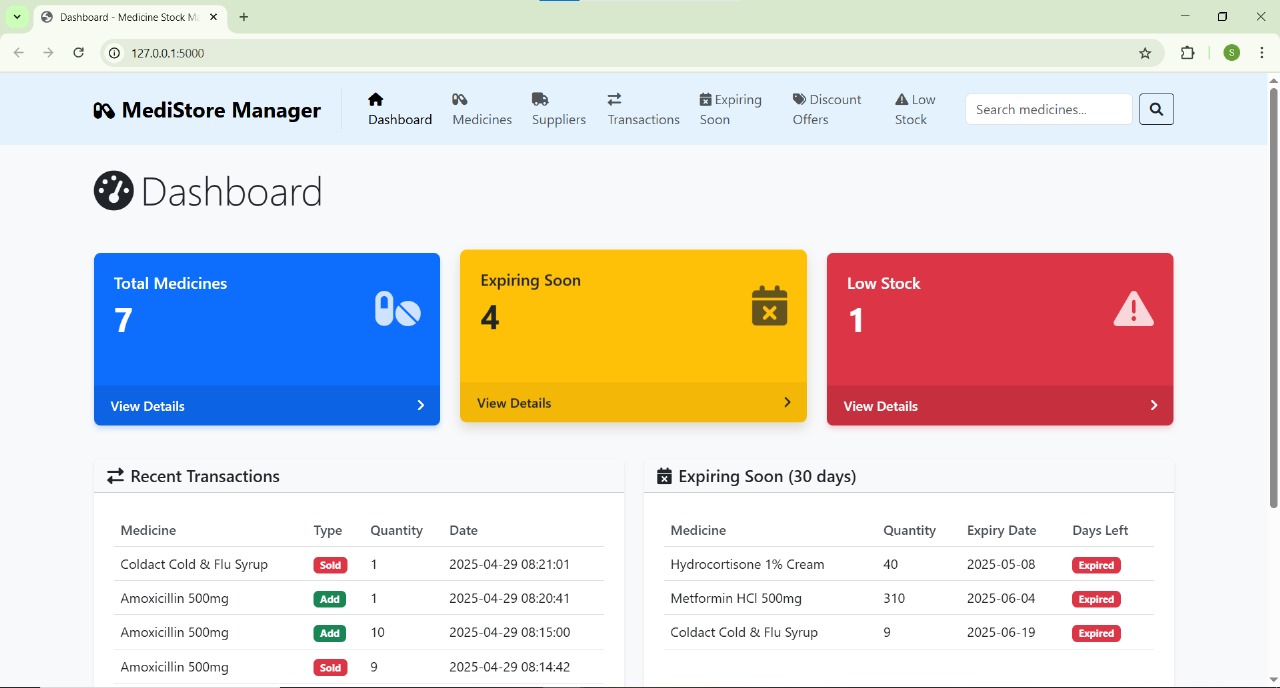 Dashboard - Medicine Stock M
127.0.0.1:5000
S
MediStore Manager
Dashboard
Medicines
Suppliers
Transactions
Expiring
Soon
Discount
Offers
Low
Stock
Search medicines...
Dashboard
Total Medicines
7
View Details
Expiring Soon
4
View Details
Low Stock
1
View Details
Recent Transactions
Medicine Type Quantity Date
Coldact Cold & Flu Syrup Sold 1 2025-04-29 08:21:01
Amoxicillin 500mg Add 1 2025-04-29 08:20:41
Amoxicillin 500mg Add 10 2025-04-29 08:15:00
Amoxicillin 500mg Sold 9 2025-04-29 08:14:42
Expiring Soon (30 days)
Medicine Quantity Expiry Date Days Left
Hydrocortisone 1% Cream 40 2025-05-08 Expired
Metformin HCl 500mg 310 2025-06-04 Expired
Coldact Cold & Flu Syrup 9 2025-06-19 Expired